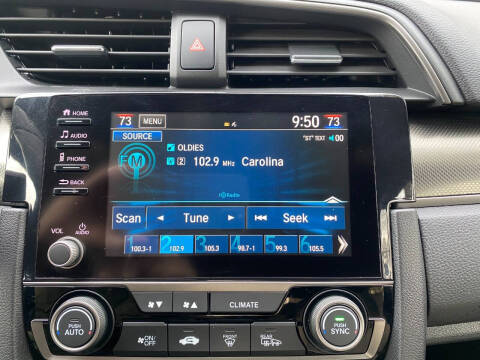 HOME
AUDIO
PHONE
BACK
VOL AUDIO
73 MENU 9:50 73
SOURCE
OLDIES
FM
2 102.9 MHz Carolina
HD Radio
Scan Tune Seek
1 100.3-1 2 102.9 3 105.3 4 98.7-1 5 99.3 6 105.5
CLIMATE
PUSH AUTO
ON/OFF
FRONT
REAR
PUSH SYNC